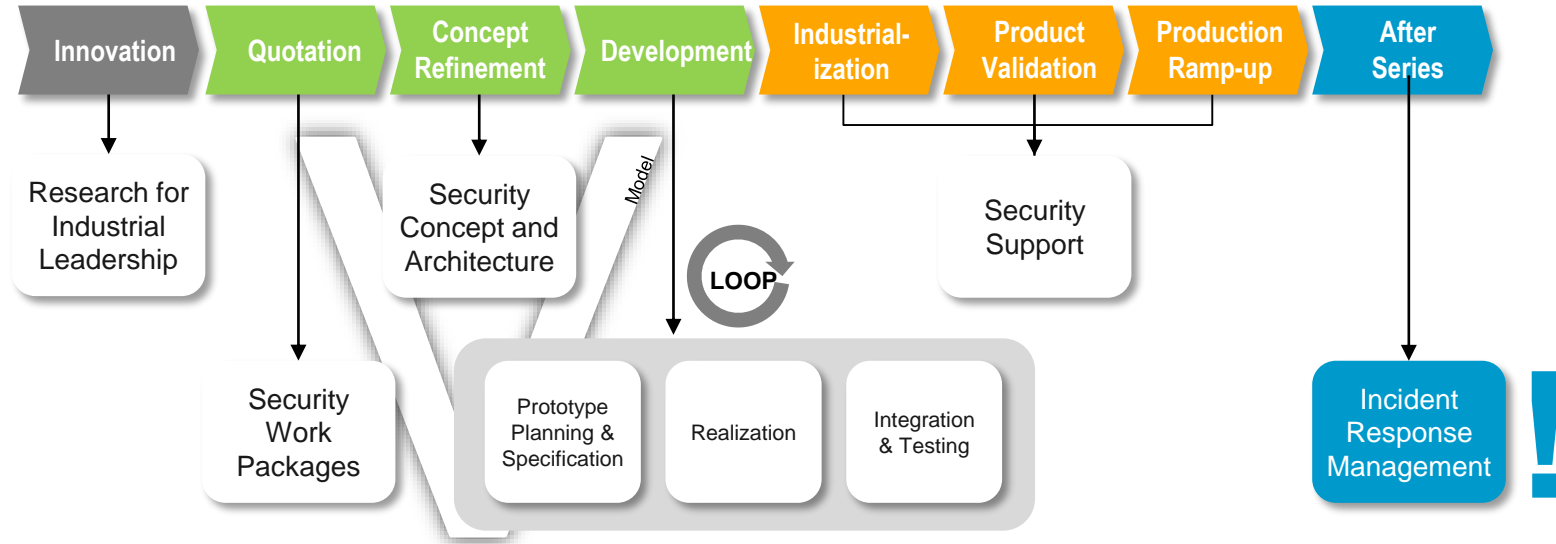 Innovation
Quotation
Concept
Refinement
Development
Industrial-
ization
Product
Validation
Production
Ramp-up
After
Series
Research for
Industrial
Leadership
Security
Concept and
Architecture
Model
Security
Support
LOOP
Security
Work
Packages
Prototype
Planning &
Specification
Realization
Integration
& Testing
Incident
Response
Management
!